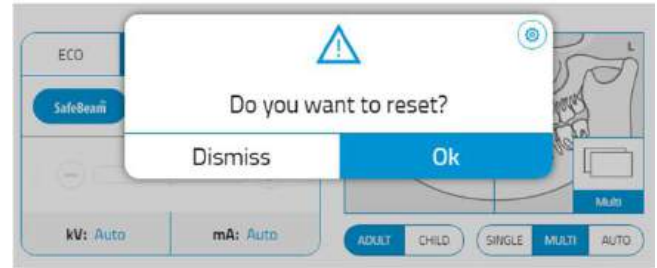 ECO
L
SafeBeam
Do you want to reset?
Dismiss
Ok
Multi
kV: Auto
mA: Auto
ADULT
CHILD
SINGLE
MULTI
AUTO